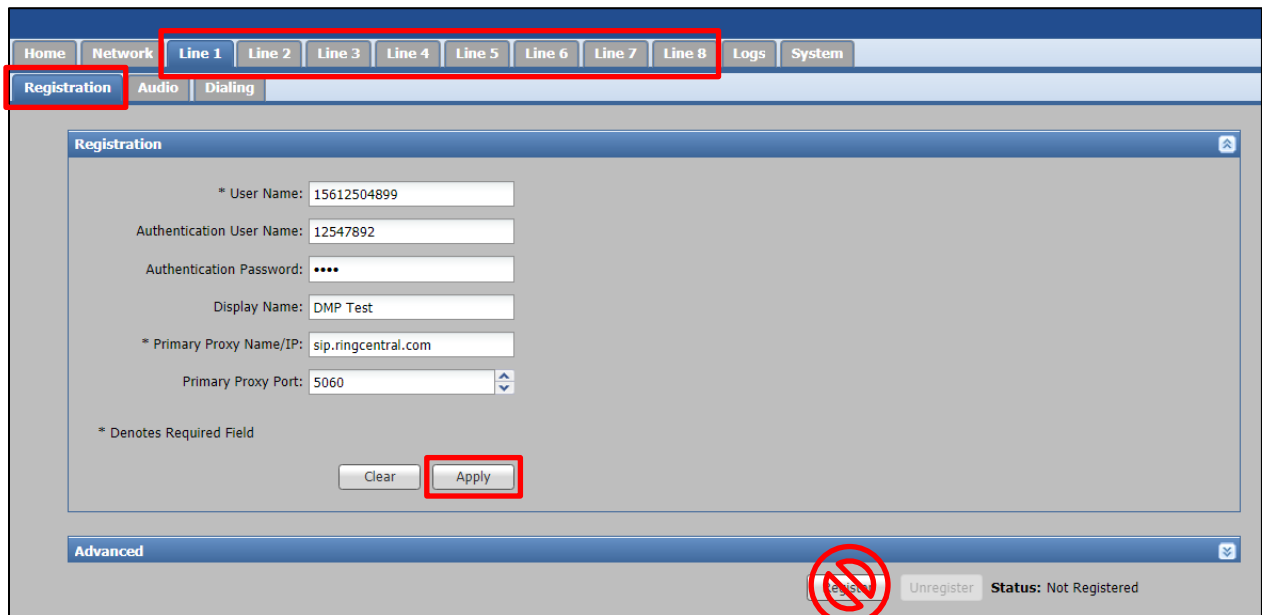 Home Network Line 1 Line 2 Line 3 Line 4 Line 5 Line 6 Line 7 Line 8 Logs System
Registration Audio Dialing
Registration
* User Name: 15612504899
Authentication User Name: 12547892
Authentication Password: ••••
Display Name: DMP Test
* Primary Proxy Name/IP: sip.ringcentral.com
Primary Proxy Port: 5060
* Denotes Required Field
Clear Apply
Advanced
Register Unregister Status: Not Registered